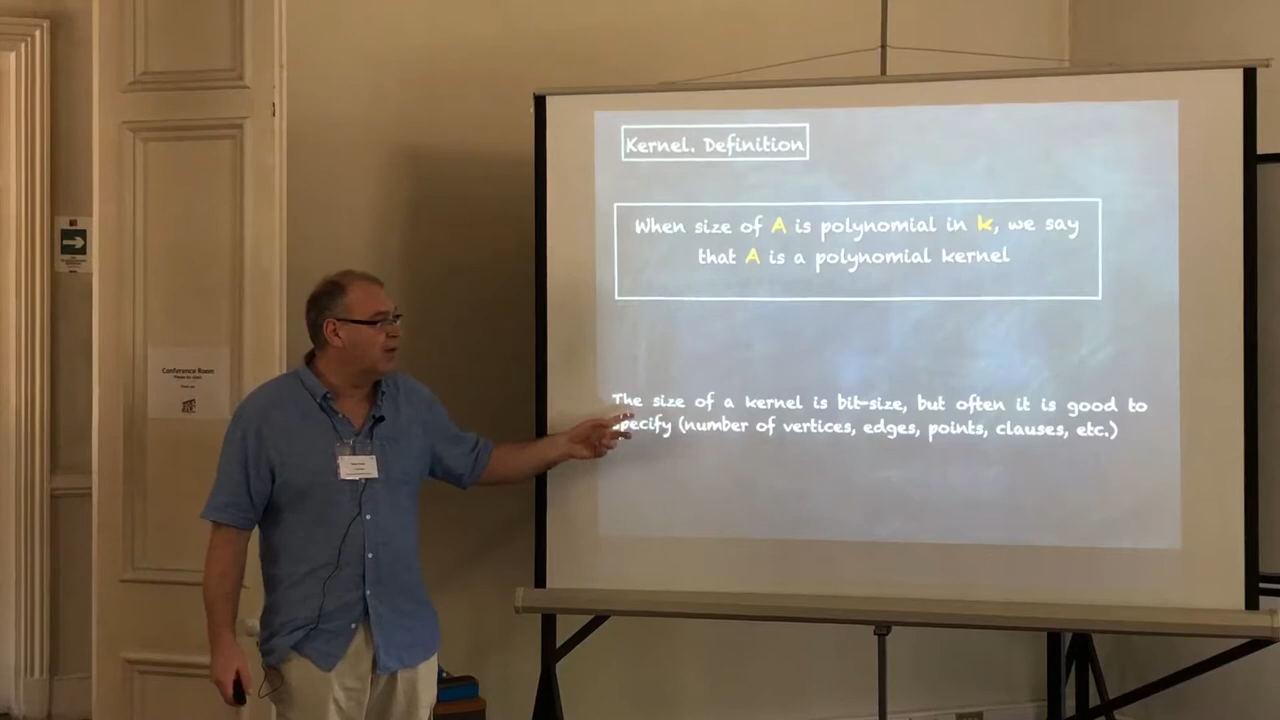 Kernel. Definition
When size of A is polynomial in k, we say
that A is a polynomial kernel
The size of a kernel is bit-size, but often it is good to
specify (number of vertices, edges, points, clauses, etc.)
Conference Room